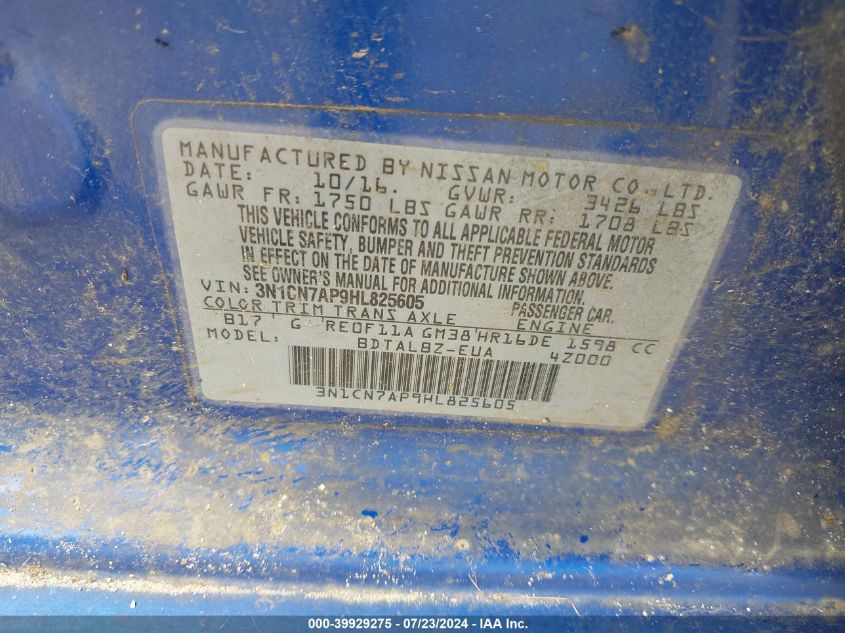 MANUFACTURED BY NISSAN MOTOR CO., LTD.
DATE: 10/16. GVWR: 3426 LBS
GAWR FR: 1750 LBS GAWR RR: 1708 LBS
THIS VEHICLE CONFORMS TO ALL APPLICABLE FEDERAL MOTOR
VEHICLE SAFETY, BUMPER AND THEFT PREVENTION STANDARDS
IN EFFECT ON THE DATE OF MANUFACTURE SHOWN ABOVE.
SEE OWNER'S MANUAL FOR ADDITIONAL INFORMATION.
VIN: 3N1CN7AP9HL825605 PASSENGER CAR.
COLOR TRIM TRANS AXLE ENGINE
B17 G RE0F11A GM38 HR16DE 1598 CC
MODEL: BDTALBZ-EUA 4Z000
3N1CN7AP9HL825605
000-39929275 - 07/23/2024 - IAAI.com.